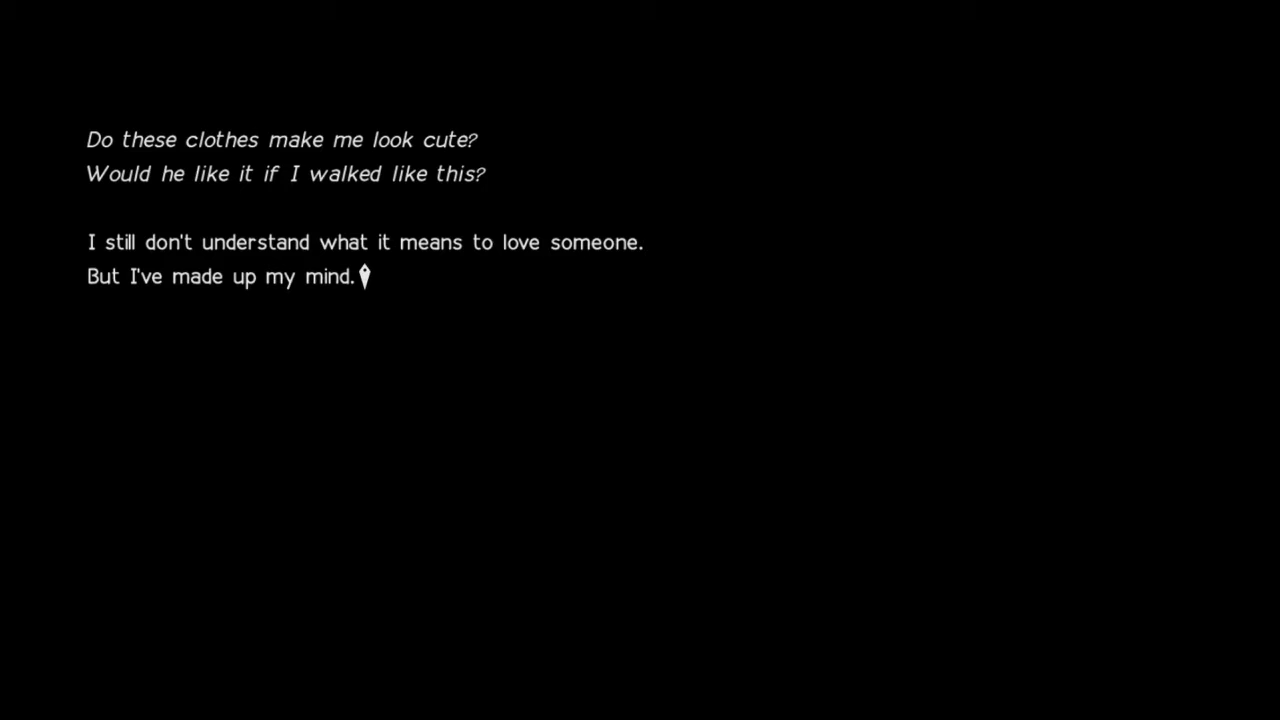 Do these clothes make me look cute?
Would he like it if I walked like this?
I still don't understand what it means to love someone.
But I've made up my mind.